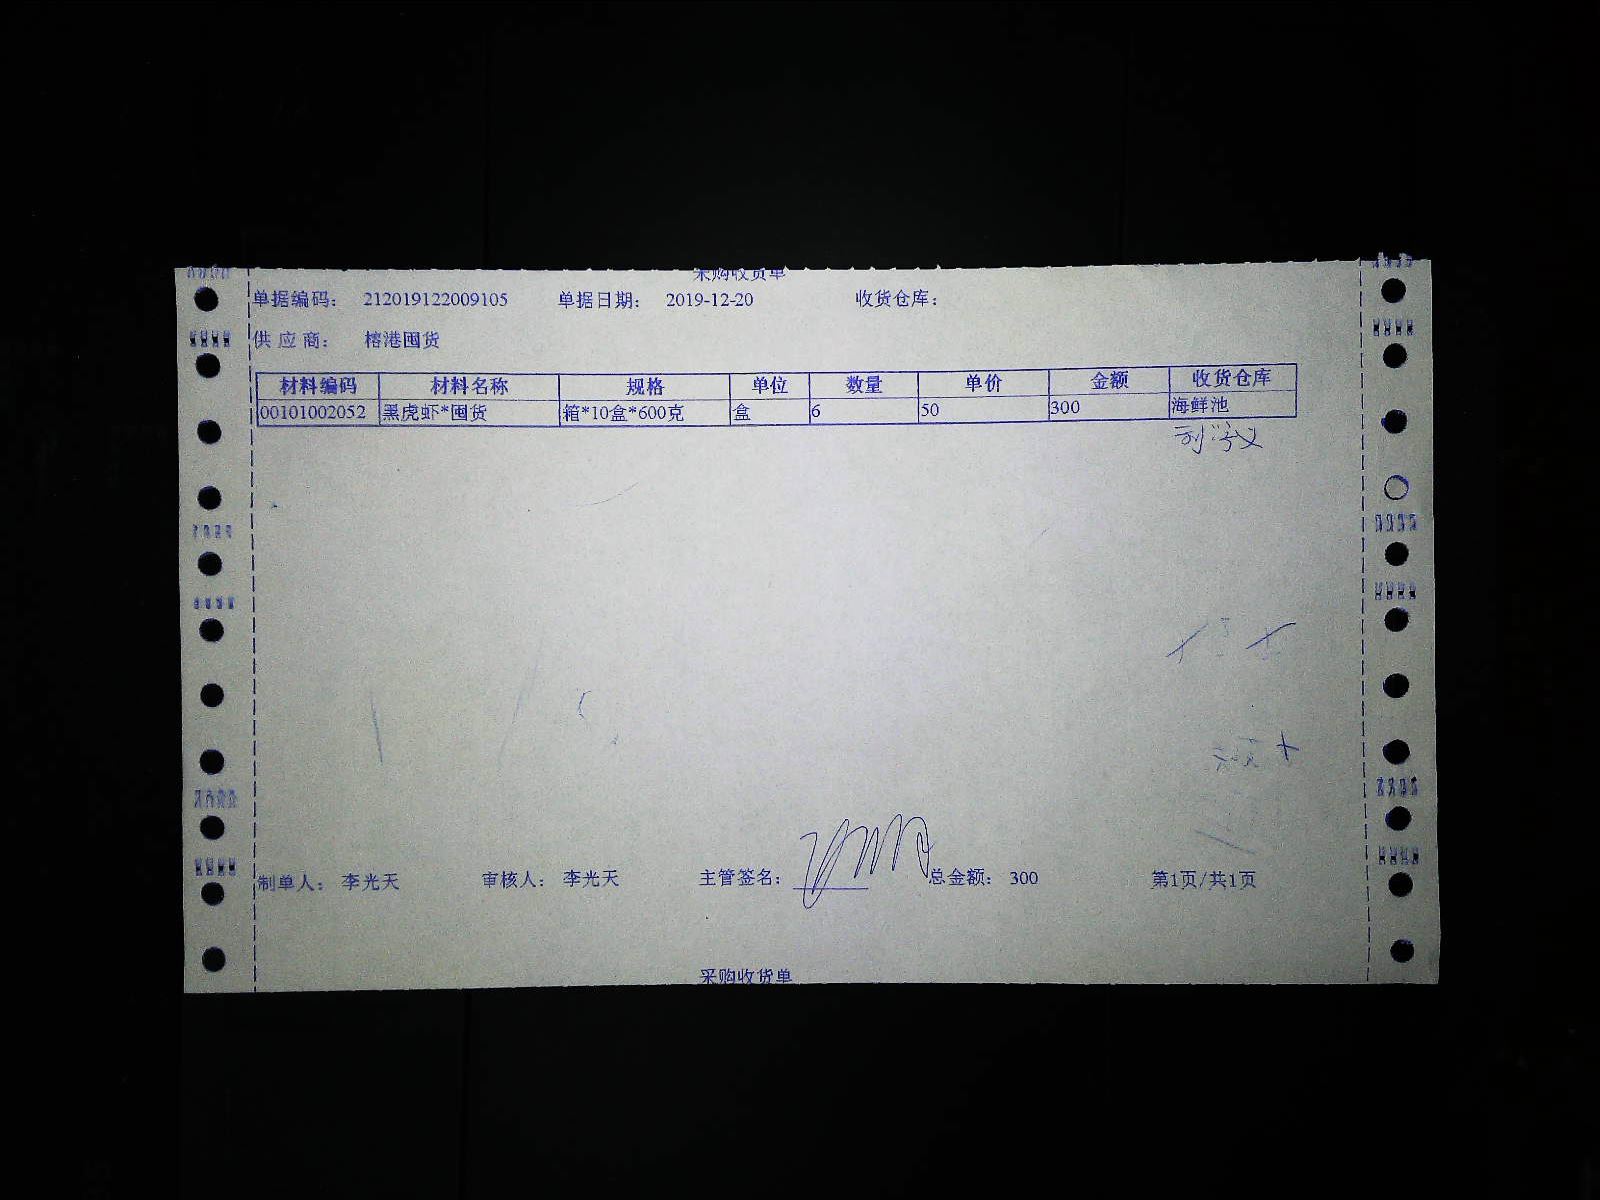 采购收货单
单据编码： 212019122009105 单据日期： 2019-12-20 收货仓库：
供 应 商： 榕港囤货
材料编码 材料名称 规格 单位 数量 单价 金额 收货仓库
00101002052 黑虎虾*囤货 箱*10盒*600克 盒 6 50 300 海鲜池
制单人： 李光天 审核人： 李光天 主管签名： 总金额： 300 第1页/共1页
采购收货单